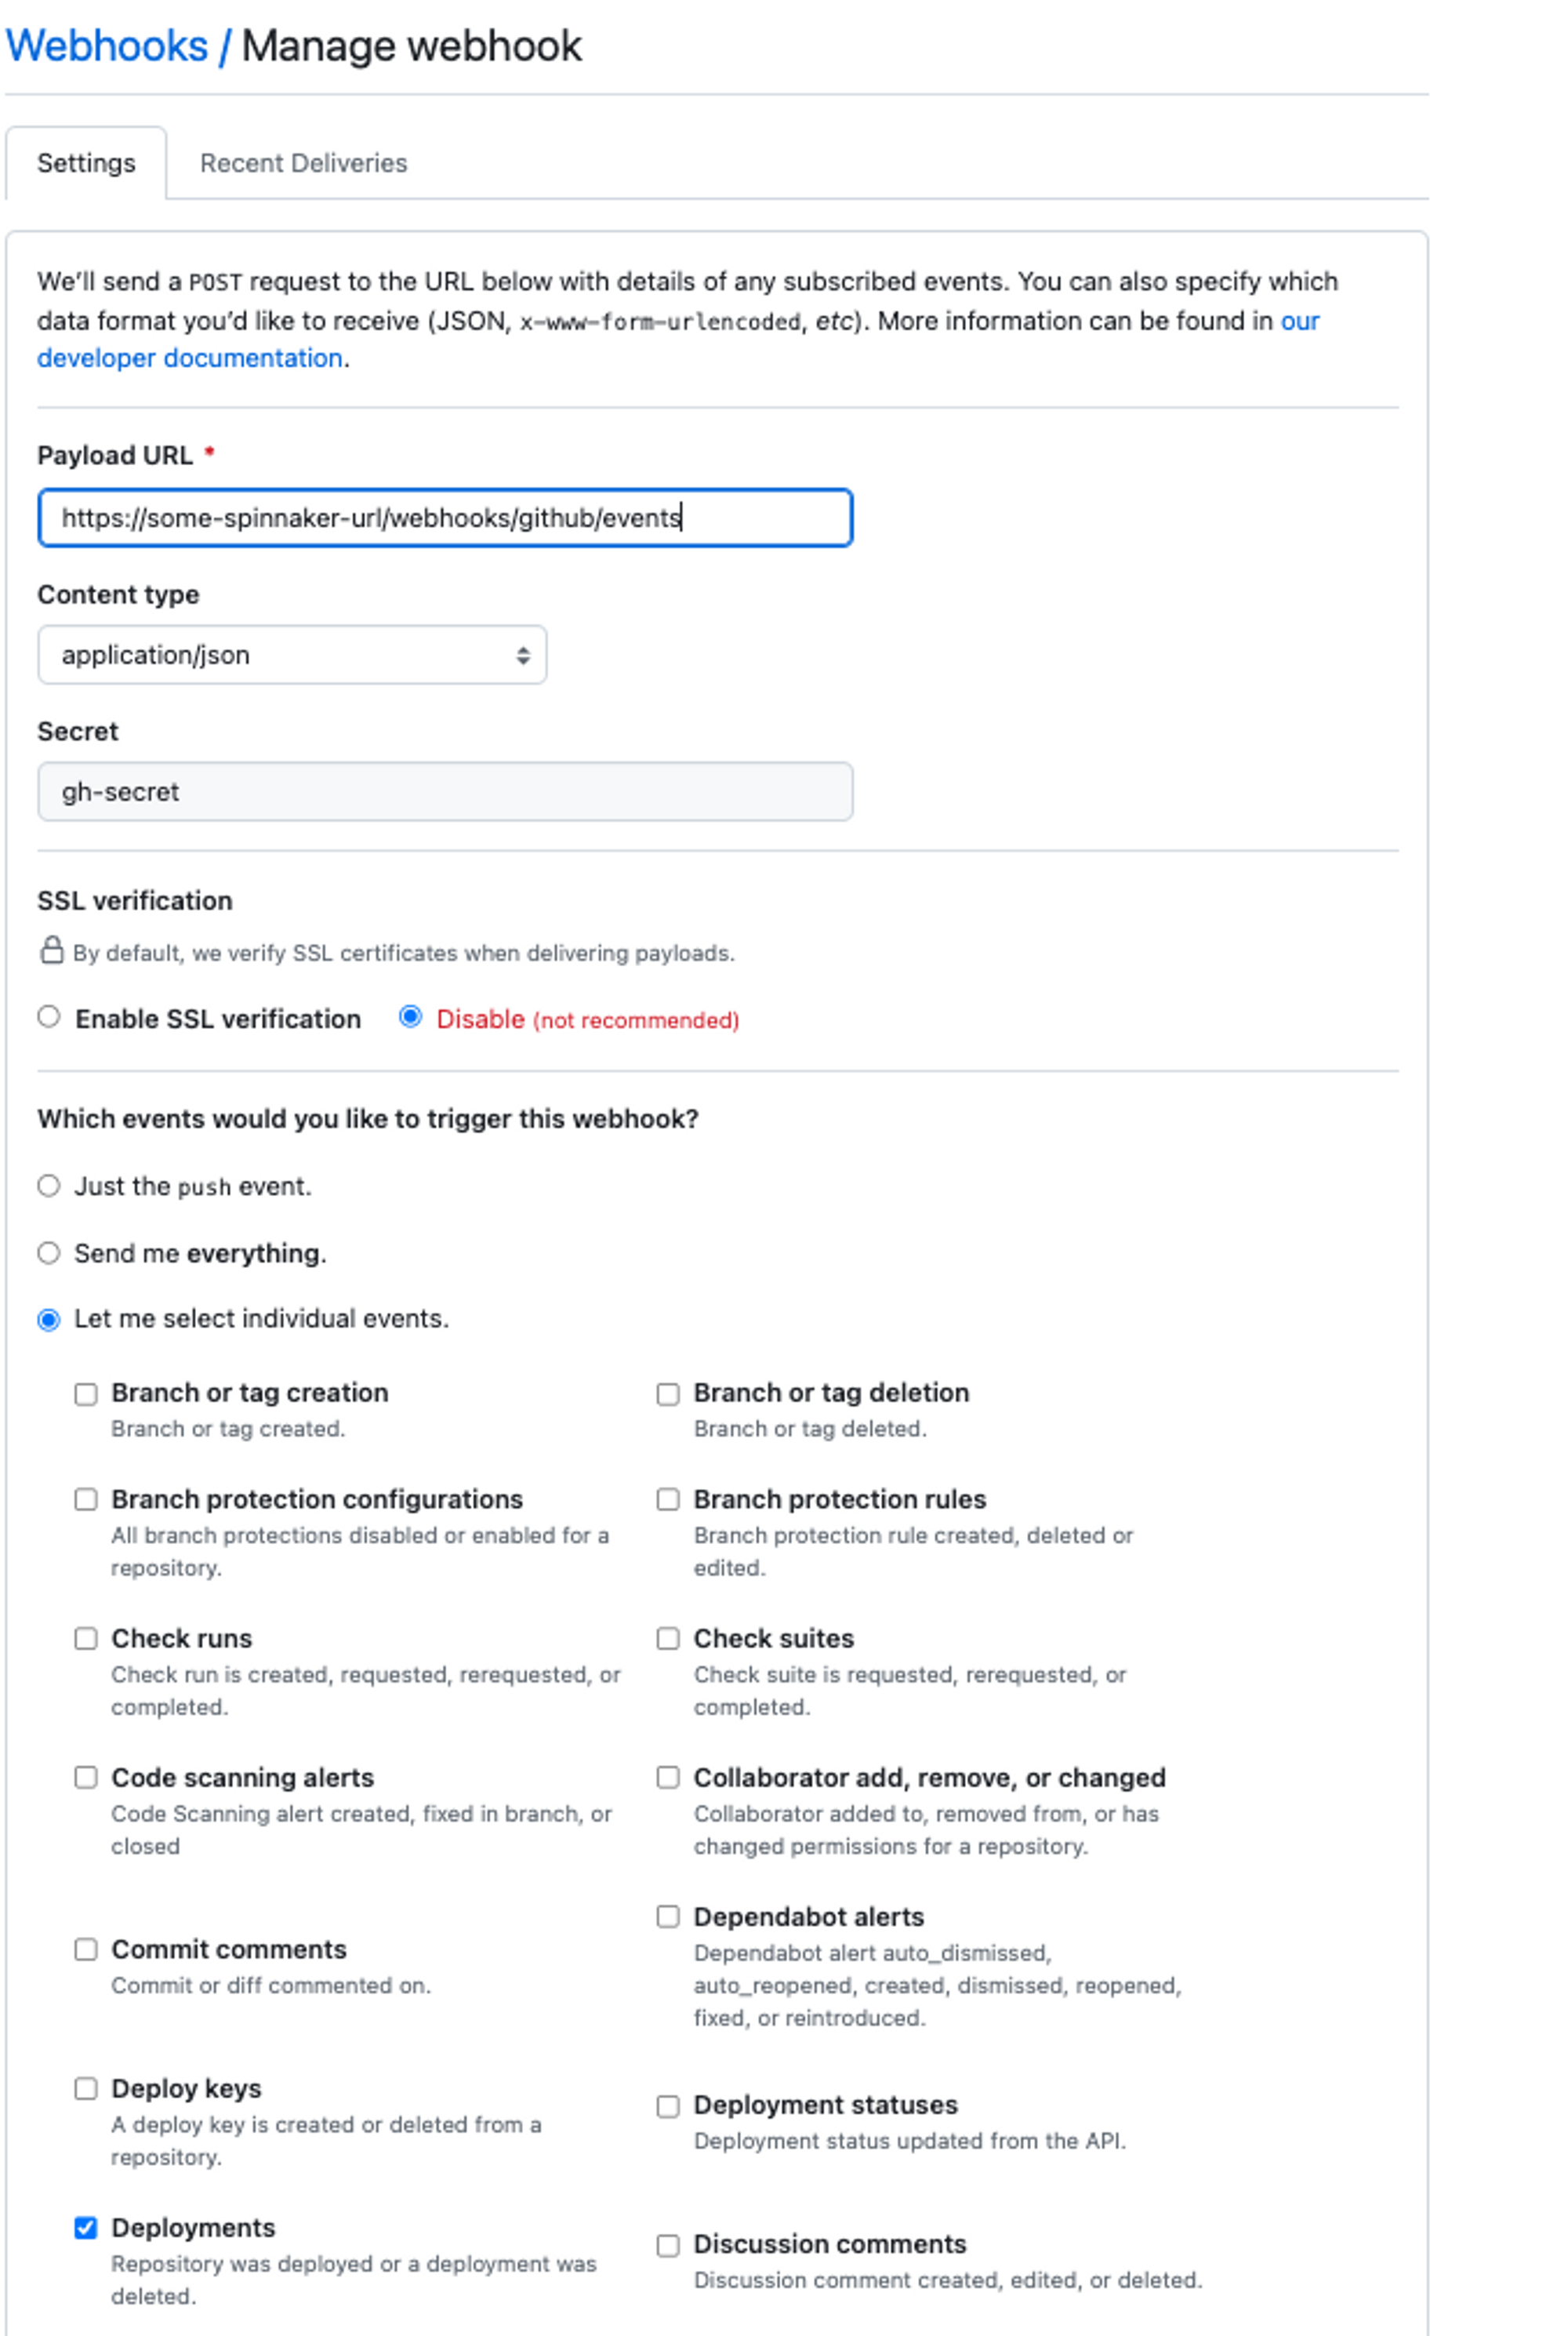 Webhooks / Manage webhook
Settings
Recent Deliveries
We’ll send a POST request to the URL below with details of any subscribed events. You can also specify which
data format you’d like to receive (JSON, x-www-form-urlencoded, etc). More information can be found in our
developer documentation.
Payload URL *
https://some-spinnaker-url/webhooks/github/events
Content type
application/json
Secret
gh-secret
SSL verification
By default, we verify SSL certificates when delivering payloads.
Enable SSL verification
Disable (not recommended)
Which events would you like to trigger this webhook?
Just the push event.
Send me everything.
Let me select individual events.
Branch or tag creation
Branch or tag created.
Branch or tag deletion
Branch or tag deleted.
Branch protection configurations
All branch protections disabled or enabled for a
repository.
Branch protection rules
Branch protection rule created, deleted or
edited.
Check runs
Check run is created, requested, rerequested, or
completed.
Check suites
Check suite is requested, rerequested, or
completed.
Code scanning alerts
Code Scanning alert created, fixed in branch, or
closed
Collaborator add, remove, or changed
Collaborator added to, removed from, or has
changed permissions for a repository.
Commit comments
Commit or diff commented on.
Dependabot alerts
Dependabot alert auto_dismissed,
auto_reopened, created, dismissed, reopened,
fixed, or reintroduced.
Deploy keys
A deploy key is created or deleted from a
repository.
Deployment statuses
Deployment status updated from the API.
Deployments
Repository was deployed or a deployment was
deleted.
Discussion comments
Discussion comment created, edited, or deleted.